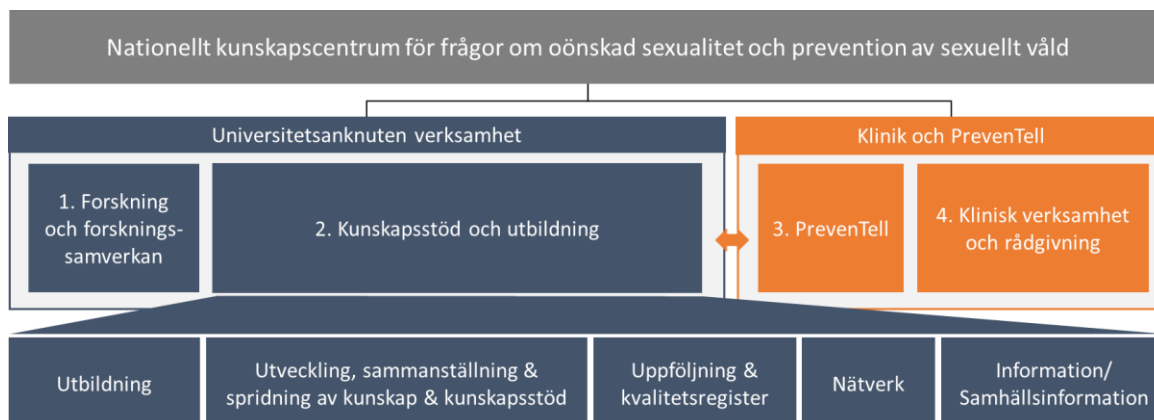 Nationellt kunskapscentrum för frågor om oönskad sexualitet och prevention av sexuellt våld
Universitetsanknuten verksamhet
Klinik och PrevenTell
1. Forskning
och forsknings-
samverkan
2. Kunskapsstöd och utbildning
3. PrevenTell
4. Klinisk verksamhet
och rådgivning
Utbildning
Utveckling, sammanställning &
spridning av kunskap & kunskapsstöd
Uppföljning &
kvalitetsregister
Nätverk
Information/
Samhällsinformation